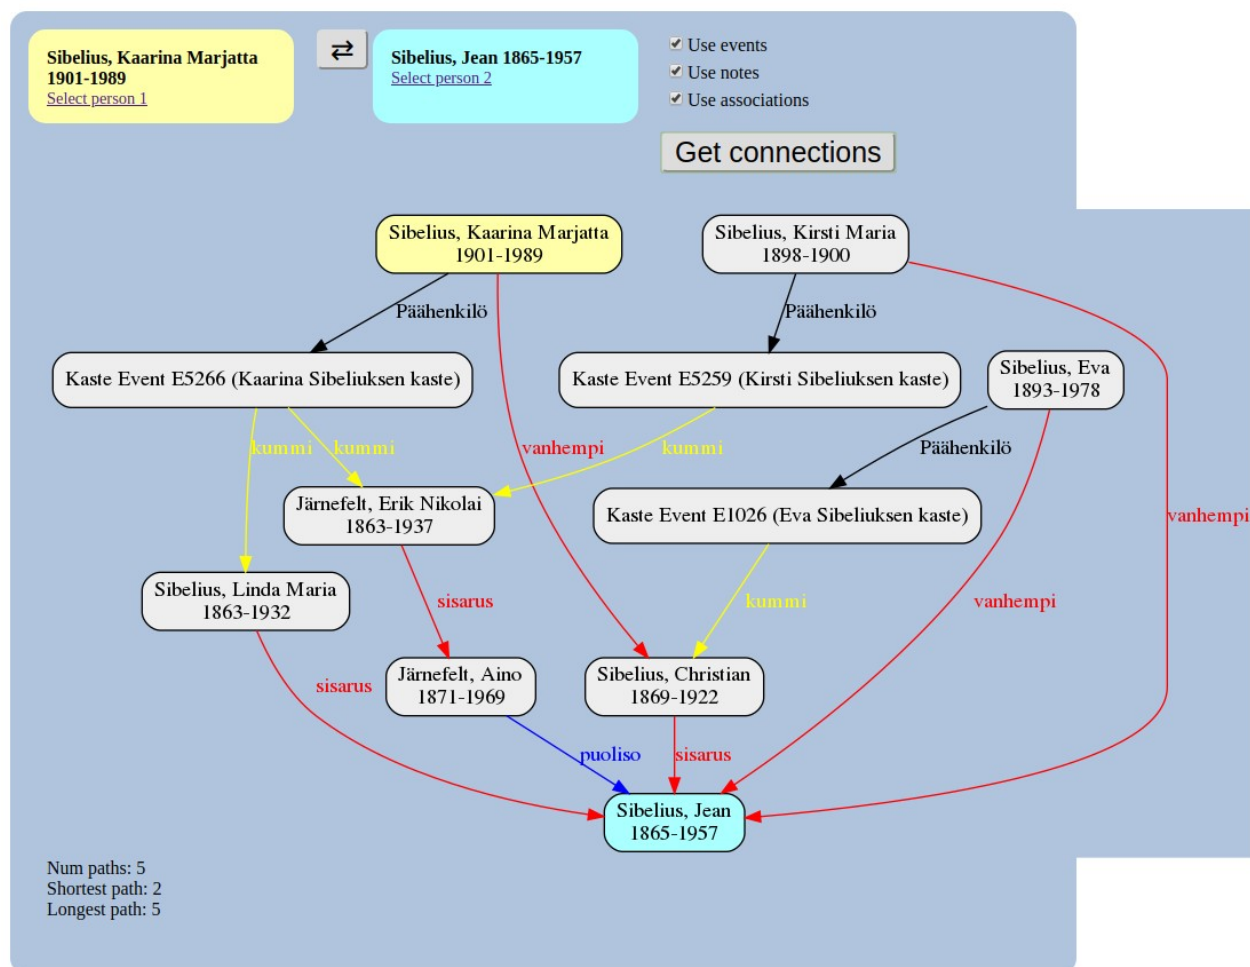 Sibelius, Kaarina Marjatta
1901-1989
Select person 1
Sibelius, Jean 1865-1957
Select person 2
Use events
Use notes
Use associations
Get connections
Sibelius, Kaarina Marjatta
1901-1989
Sibelius, Kirsti Maria
1898-1900
Päähenkilö
Päähenkilö
Kaste Event E5266 (Kaarina Sibeliuksen kaste)
Kaste Event E5259 (Kirsti Sibeliuksen kaste)
Sibelius, Eva
1893-1978
kummi
kummi
vanhempi
kummi
Päähenkilö
Järnefelt, Erik Nikolai
1863-1937
Kaste Event E1026 (Eva Sibeliuksen kaste)
vanhempi
Sibelius, Linda Maria
1863-1932
sisarus
kummi
vanhempi
sisarus
Järnefelt, Aino
1871-1969
Sibelius, Christian
1869-1922
puoliso
sisarus
Sibelius, Jean
1865-1957
Num paths: 5
Shortest path: 2
Longest path: 5